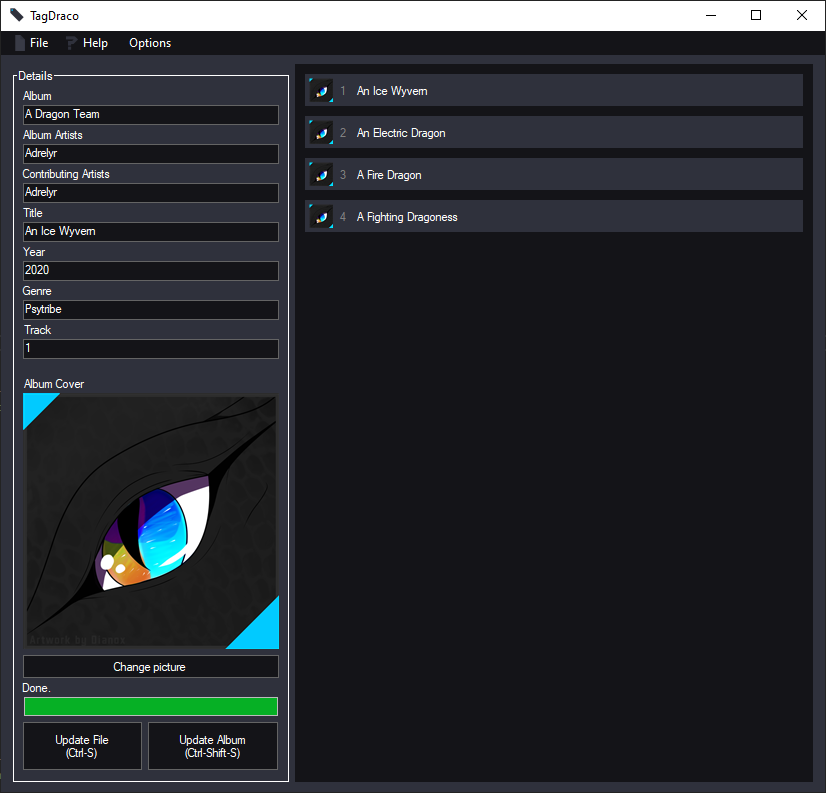 TagDraco
File Help Options
Details
Album
A Dragon Team
Album Artists
Adrelyr
Contributing Artists
Adrelyr
Title
An Ice Wyvern
Year
2020
Genre
Psytribe
Track
1
Album Cover
Artwork by Dianex
Change picture
Done.
Update File
(Ctrl-S)
Update Album
(Ctrl-Shift-S)
1 An Ice Wyvern
2 An Electric Dragon
3 A Fire Dragon
4 A Fighting Dragoness